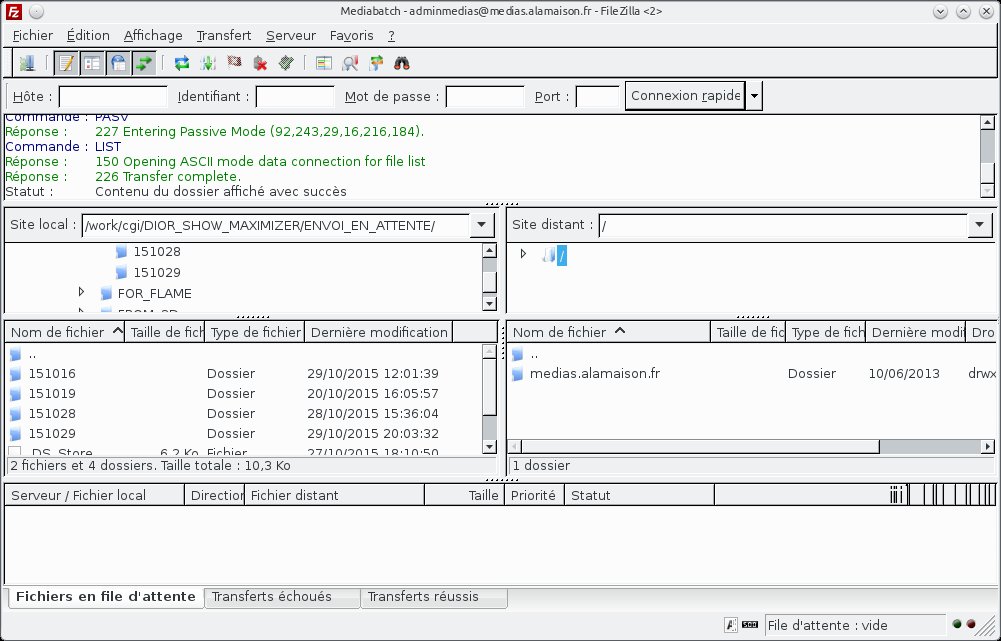 Mediabatch - adminmedias@medias.alamaison.fr - FileZilla <2>
Fichier Édition Affichage Transfert Serveur Favoris ?
Hôte : Identifiant : Mot de passe : Port : Connexion rapide
Commande : PASV
Réponse : 227 Entering Passive Mode (92,243,29,16,216,184).
Commande : LIST
Réponse : 150 Opening ASCII mode data connection for file list
Réponse : 226 Transfer complete.
Statut : Contenu du dossier affiché avec succès
Site local : /work/cgi/DIOR_SHOW_MAXIMIZER/ENVOI_EN_ATTENTE/
151028
151029
FOR_FLAME
Site distant : /
/
Nom de fichier Taille de fich Type de fichier Dernière modification
..
151016 Dossier 29/10/2015 12:01:39
151019 Dossier 20/10/2015 16:05:57
151028 Dossier 28/10/2015 15:36:04
151029 Dossier 29/10/2015 20:03:32
.DS_Store 6,2 Ko Fichier 27/10/2015 18:10:50
2 fichiers et 4 dossiers. Taille totale : 10,3 Ko
Nom de fichier Taille de fic Type de fich Dernière modif Dro
..
medias.alamaison.fr Dossier 10/06/2013 drwx
1 dossier
Serveur / Fichier local Direction Fichier distant Taille Priorité Statut
Fichiers en file d'attente Transferts échoués Transferts réussis
File d'attente : vide